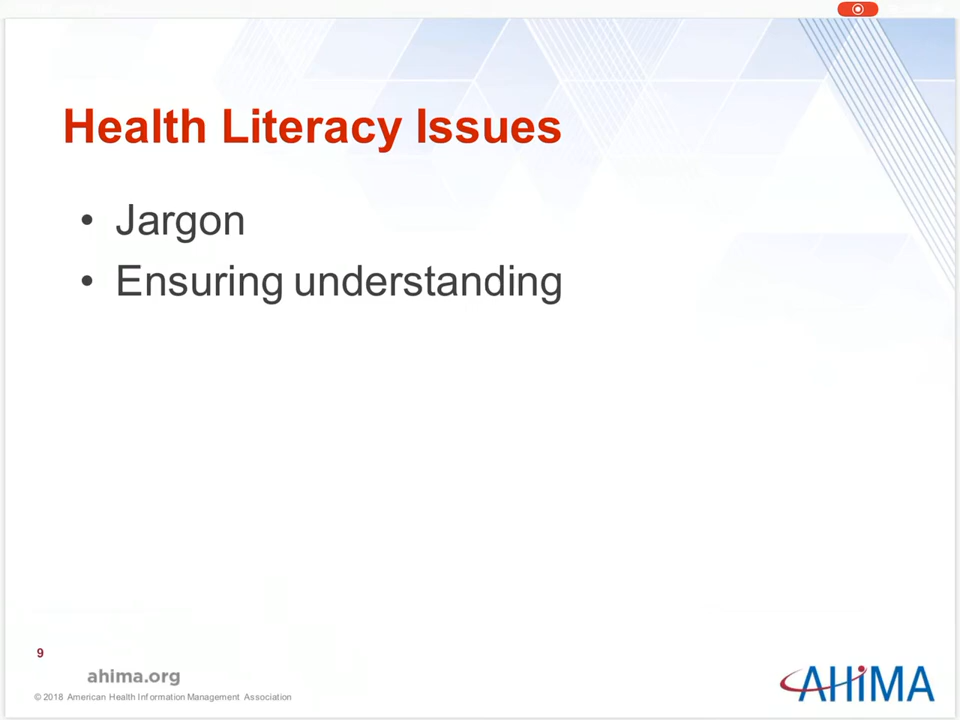 Health Literacy Issues
• Jargon
• Ensuring understanding
9
ahima.org
© 2018 American Health Information Management Association
AHiMA